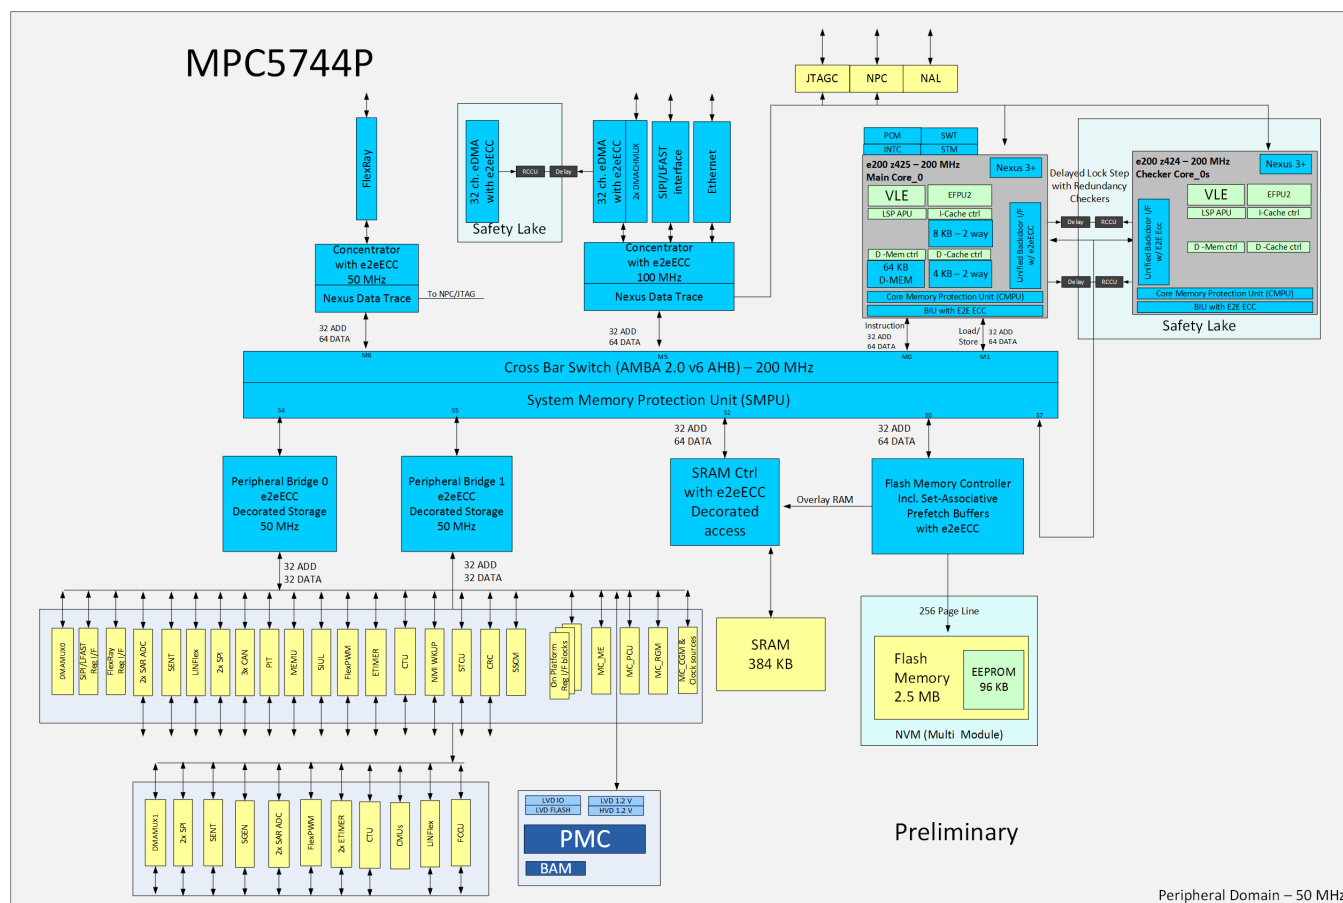 MPC5744P
JTAGC
NPC
NAL
FlexRay
32 ch. eDMA
with e2eECC
RCCU
Delay
Safety Lake
32 ch. eDMA
with e2eECC
2x DMACHMUX
SIPI/LFAST
interface
Ethernet
PCM
SWT
INTC
STM
e200 z425 – 200 MHz
Main Core_0
Nexus 3+
VLE
EFPU2
LSP APU
I-Cache ctrl
8 KB – 2 way
D -Mem ctrl
D -Cache ctrl
64 KB
D-MEM
4 KB – 2 way
Unified Backdoor I/F
w/ e2eECC
Core Memory Protection Unit (CMPU)
BIU with E2E ECC
Delayed Lock Step
with Redundancy
Checkers
Delay
RCCU
Delay
RCCU
e200 z424 – 200 MHz
Checker Core_0s
Nexus 3+
VLE
EFPU2
LSP APU
I-Cache ctrl
D -Mem ctrl
D -Cache ctrl
Unified Backdoor I/F
w/ E2E ECC
Core Memory Protection Unit (CMPU)
BIU with E2E ECC
Safety Lake
Concentrator
with e2eECC
50 MHz
Nexus Data Trace
To NPC/JTAG
Concentrator
with e2eECC
100 MHz
Nexus Data Trace
32 ADD
64 DATA
M6
32 ADD
64 DATA
M5
Instruction
32 ADD
64 DATA
M0
Load/
Store
32 ADD
64 DATA
M1
Cross Bar Switch (AMBA 2.0 v6 AHB) – 200 MHz
System Memory Protection Unit (SMPU)
S4
S5
S2
S0
S7
32 ADD
64 DATA
32 ADD
64 DATA
Peripheral Bridge 0
e2eECC
Decorated Storage
50 MHz
Peripheral Bridge 1
e2eECC
Decorated Storage
50 MHz
SRAM Ctrl
with e2eECC
Decorated
access
Overlay RAM
Flash Memory Controller
Incl. Set-Associative
Prefetch Buffers
with e2eECC
32 ADD
32 DATA
32 ADD
32 DATA
DMAMUX0
SIPI/LFAST
Reg I/F
FlexRay
Reg I/F
2x SAR ADC
SENT
LINFlex
2x SPI
3x CAN
PIT
MEMU
SIUL
FlexPWM
ETIMER
CTU
NMI WKUP
STCU
CRC
SSCM
On Platform
Reg I/F blocks
MC_ME
MC_PCU
MC_RGM
MC_CGM &
Clock sources
SRAM
384 KB
256 Page Line
Flash
Memory
2.5 MB
EEPROM
96 KB
NVM (Multi Module)
DMAMUX1
2x SPI
SENT
SGEN
2x SAR ADC
FlexPWM
2x ETIMER
CTU
CMUs
LINFlex
FCCU
LVD IO
LVD 1.2 V
LVD FLASH
HVD 1.2 V
PMC
BAM
Preliminary
Peripheral Domain – 50 MHz